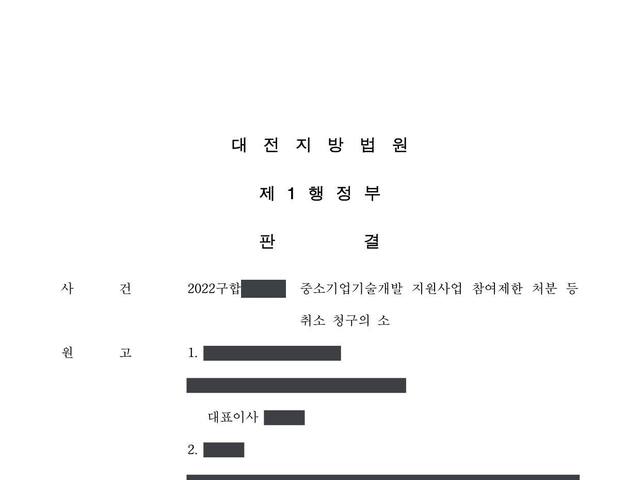 대 전 지 방 법 원
제 1 행 정 부
판 결
사 건 2022구합 중소기업기술개발 지원사업 참여제한 처분 등
취소 청구의 소
원 고 1.
대표이사
2.